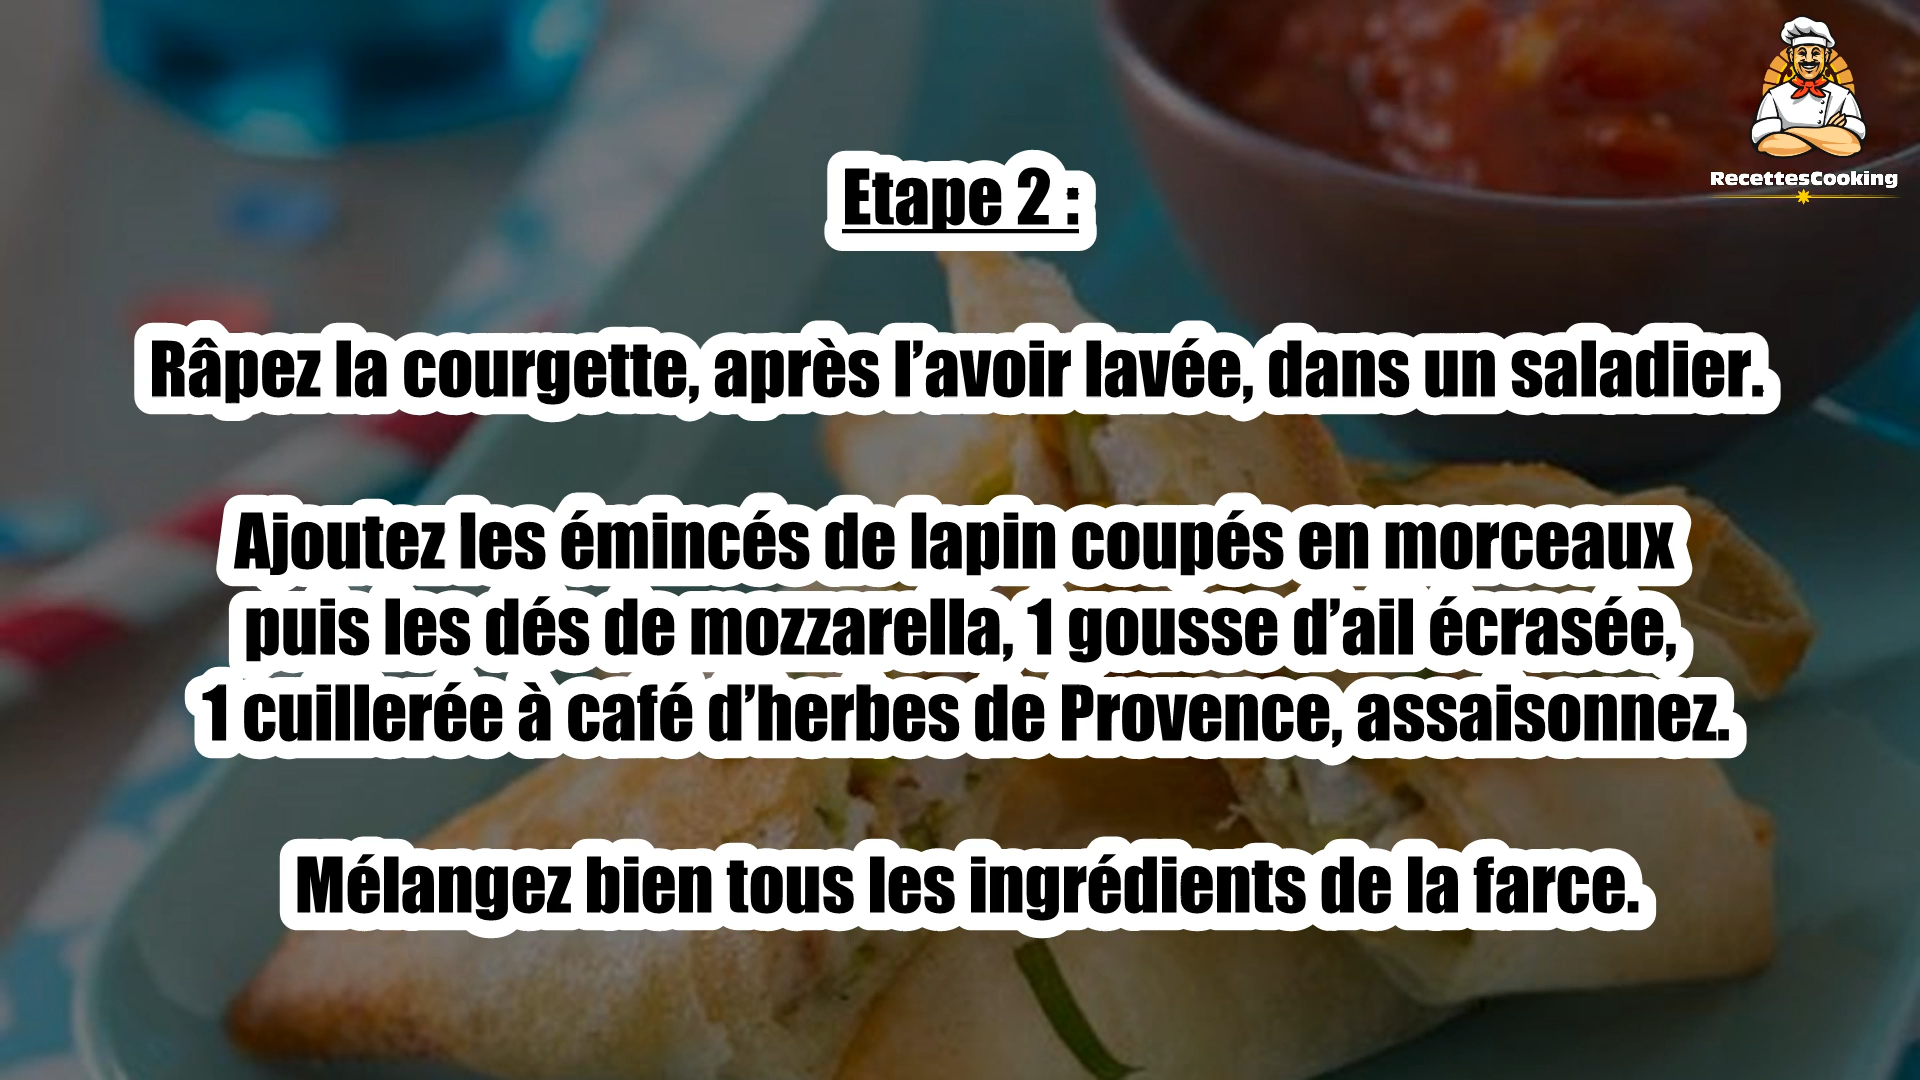 RecettesCooking
Etape 2 :
Râpez la courgette, après l’avoir lavée, dans un saladier.
Ajoutez les émincés de lapin coupés en morceaux
puis les dés de mozzarella, 1 gousse d’ail écrasée,
1 cuillerée à café d’herbes de Provence, assaisonnez.
Mélangez bien tous les ingrédients de la farce.